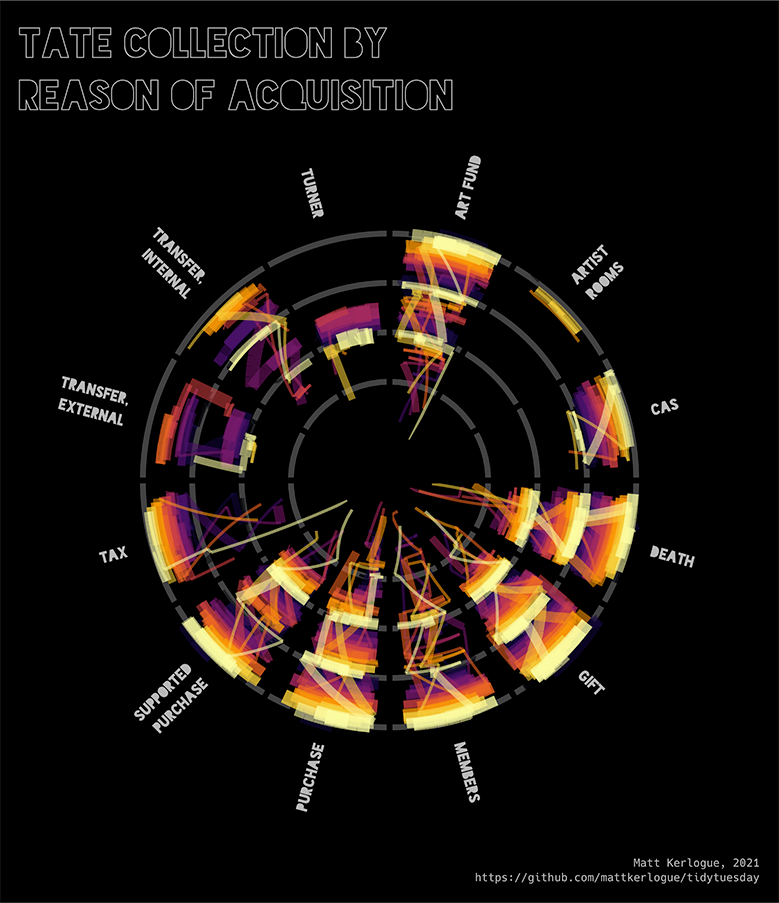 TATE COLLECTION BY
REASON OF ACQUISITION
ART FUND
ARTIST
ROOMS
CAS
DEATH
GIFT
MEMBERS
PURCHASE
SUPPORTED
PURCHASE
TAX
TRANSFER,
EXTERNAL
TRANSFER,
INTERNAL
TURNER
Matt Kerlogue, 2021
https://github.com/mattkerlogue/tidytuesday